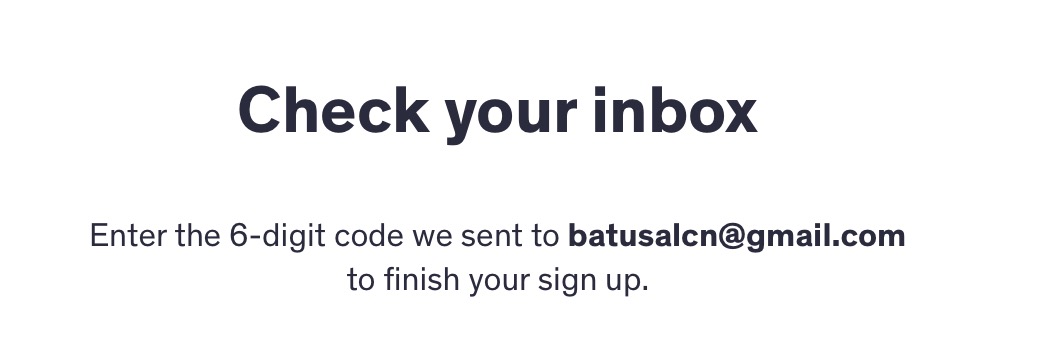 Check your inbox
Enter the 6-digit code we sent to batusalcn@gmail.com
to finish your sign up.